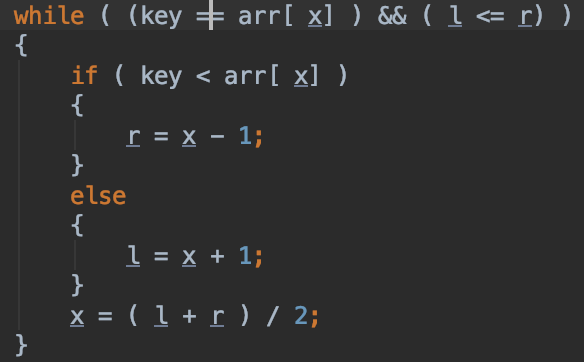 while ( (key == arr[ x] ) && ( l <= r) )
{
if ( key < arr[ x] )
{
r = x - 1;
}
else
{
l = x + 1;
}
x = ( l + r ) / 2;
}